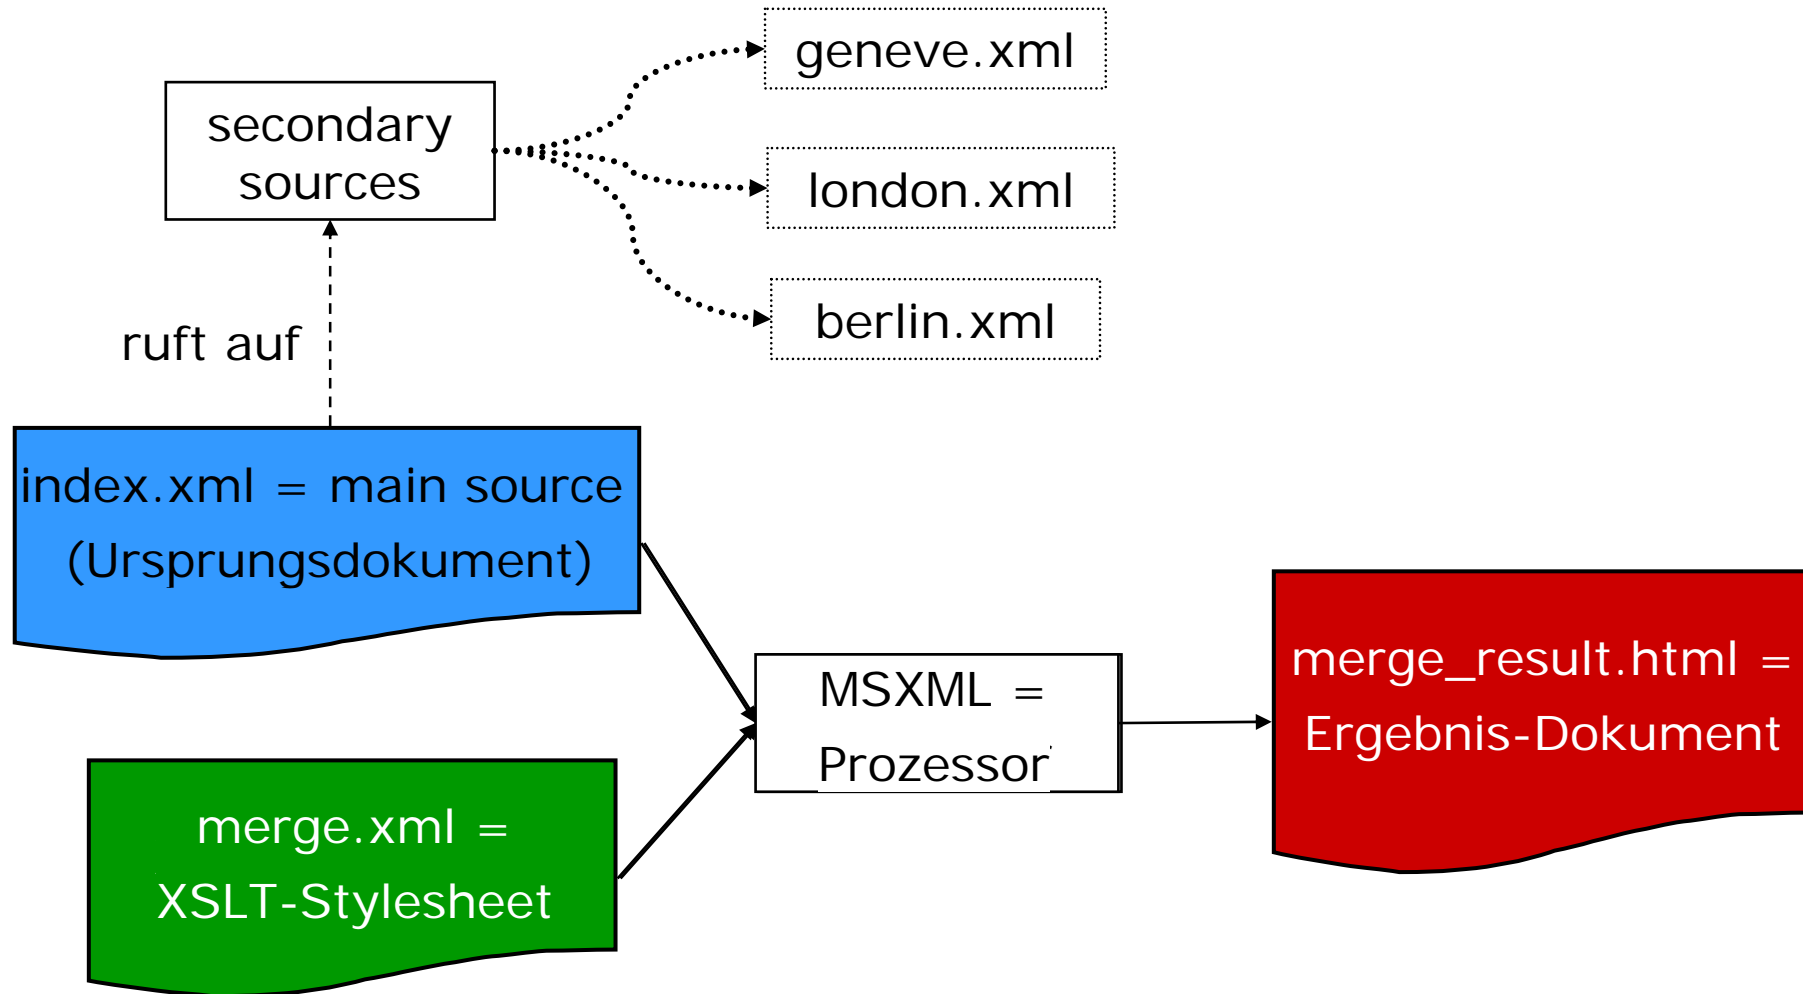 geneve.xml
secondary
sources
london.xml
berlin.xml
ruft auf
index.xml = main source
(Ursprungsdokument)
MSXML =
Prozessor
merge_result.html =
Ergebnis-Dokument
merge.xml =
XSLT-Stylesheet